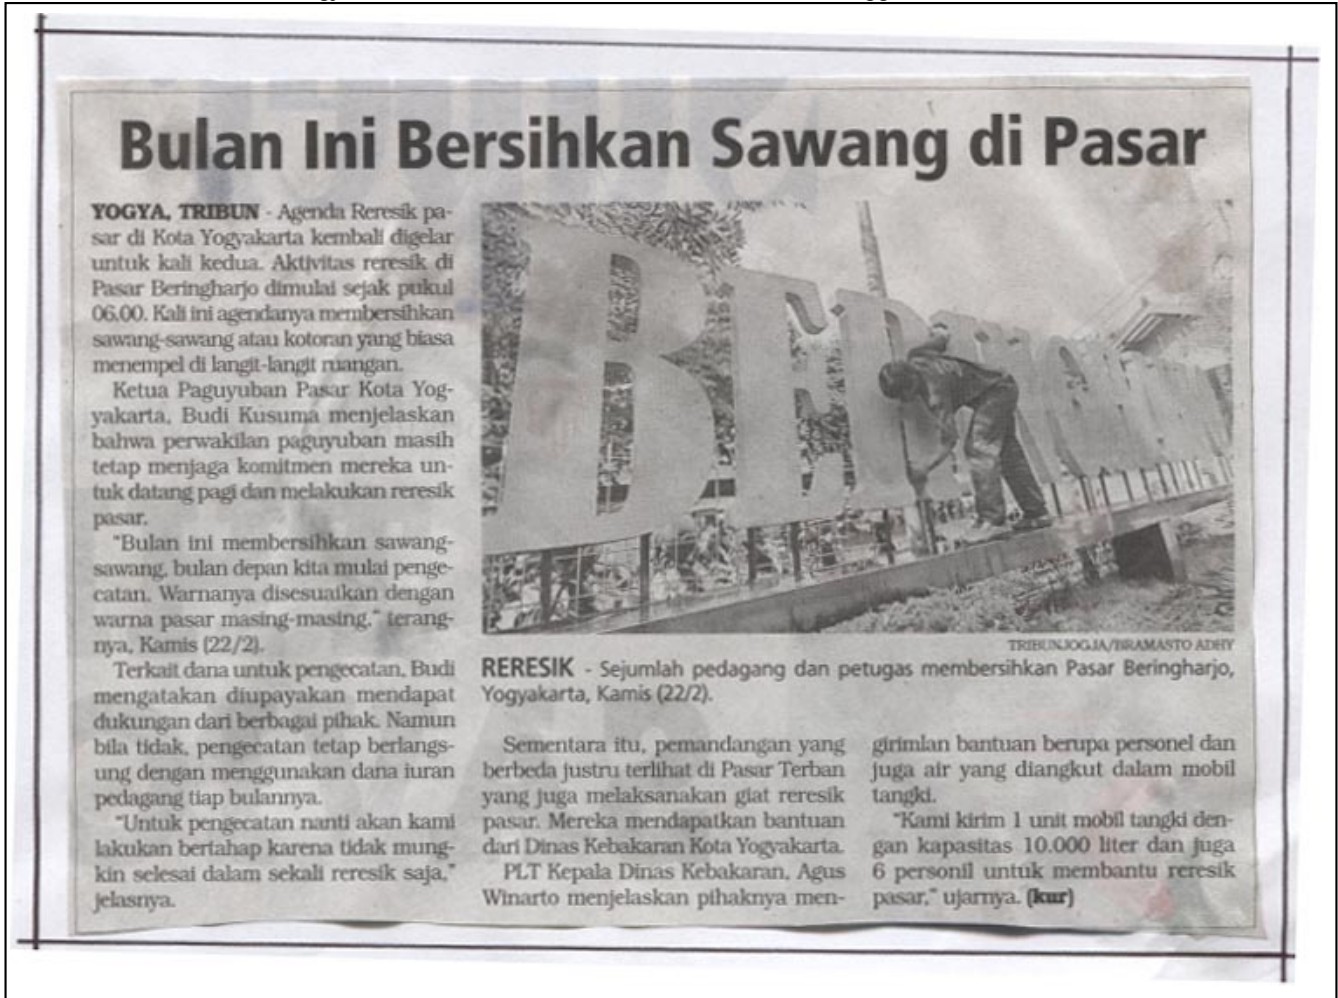 Bulan Ini Bersihkan Sawang di Pasar
YOGYA, TRIBUN - Agenda Reresik pa-
sar di Kota Yogyakarta kembali digelar
untuk kali kedua. Aktivitas reresik di
Pasar Beringharjo dimulai sejak pukul
06.00. Kali ini agendanya membersihkan
sawang-sawang atau kotoran yang biasa
menempel di langit-langit ruangan.
Ketua Paguyuban Pasar Kota Yog-
yakarta, Budi Kusuma menjelaskan
bahwa perwakilan paguyuban masih
tetap menjaga komitmen mereka un-
tuk datang pagi dan melakukan reresik
pasar.
"Bulan ini membersihkan sawang-
sawang, bulan depan kita mulai penge-
catan. Warnanya disesuaikan dengan
warna pasar masing-masing," terang-
nya, Kamis (22/2).
Terkait dana untuk pengecatan, Budi
mengatakan diupayakan mendapat
dukungan dari berbagai pihak. Namun
bila tidak, pengecatan tetap berlangs-
ung dengan menggunakan dana iuran
pedagang tiap bulannya.
"Untuk pengecatan nanti akan kami
lakukan bertahap karena tidak mung-
kin selesai dalam sekali reresik saja,"
jelasnya.
TRIBUNJOGJA/BRAMASTO ADHY
RERESIK - Sejumlah pedagang dan petugas membersihkan Pasar Beringharjo,
Yogyakarta, Kamis (22/2).
Sementara itu, pemandangan yang
berbeda justru terlihat di Pasar Terban
yang juga melaksanakan giat reresik
pasar. Mereka mendapatkan bantuan
dari Dinas Kebakaran Kota Yogyakarta.
PLT Kepala Dinas Kebakaran, Agus
Winarto menjelaskan pihaknya men-
girimlan bantuan berupa personel dan
juga air yang diangkut dalam mobil
tangki.
"Kami kirim 1 unit mobil tangki den-
gan kapasitas 10.000 liter dan juga
6 personil untuk membantu reresik
pasar," ujarnya. (kur)